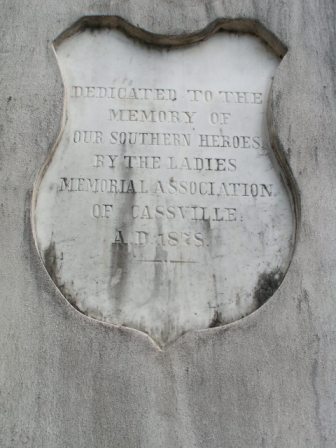 DEDICATED TO THE
MEMORY OF
OUR SOUTHERN HEROES,
BY THE LADIES
MEMORIAL ASSOCIATION
OF CASSVILLE.
A.D. 1878.